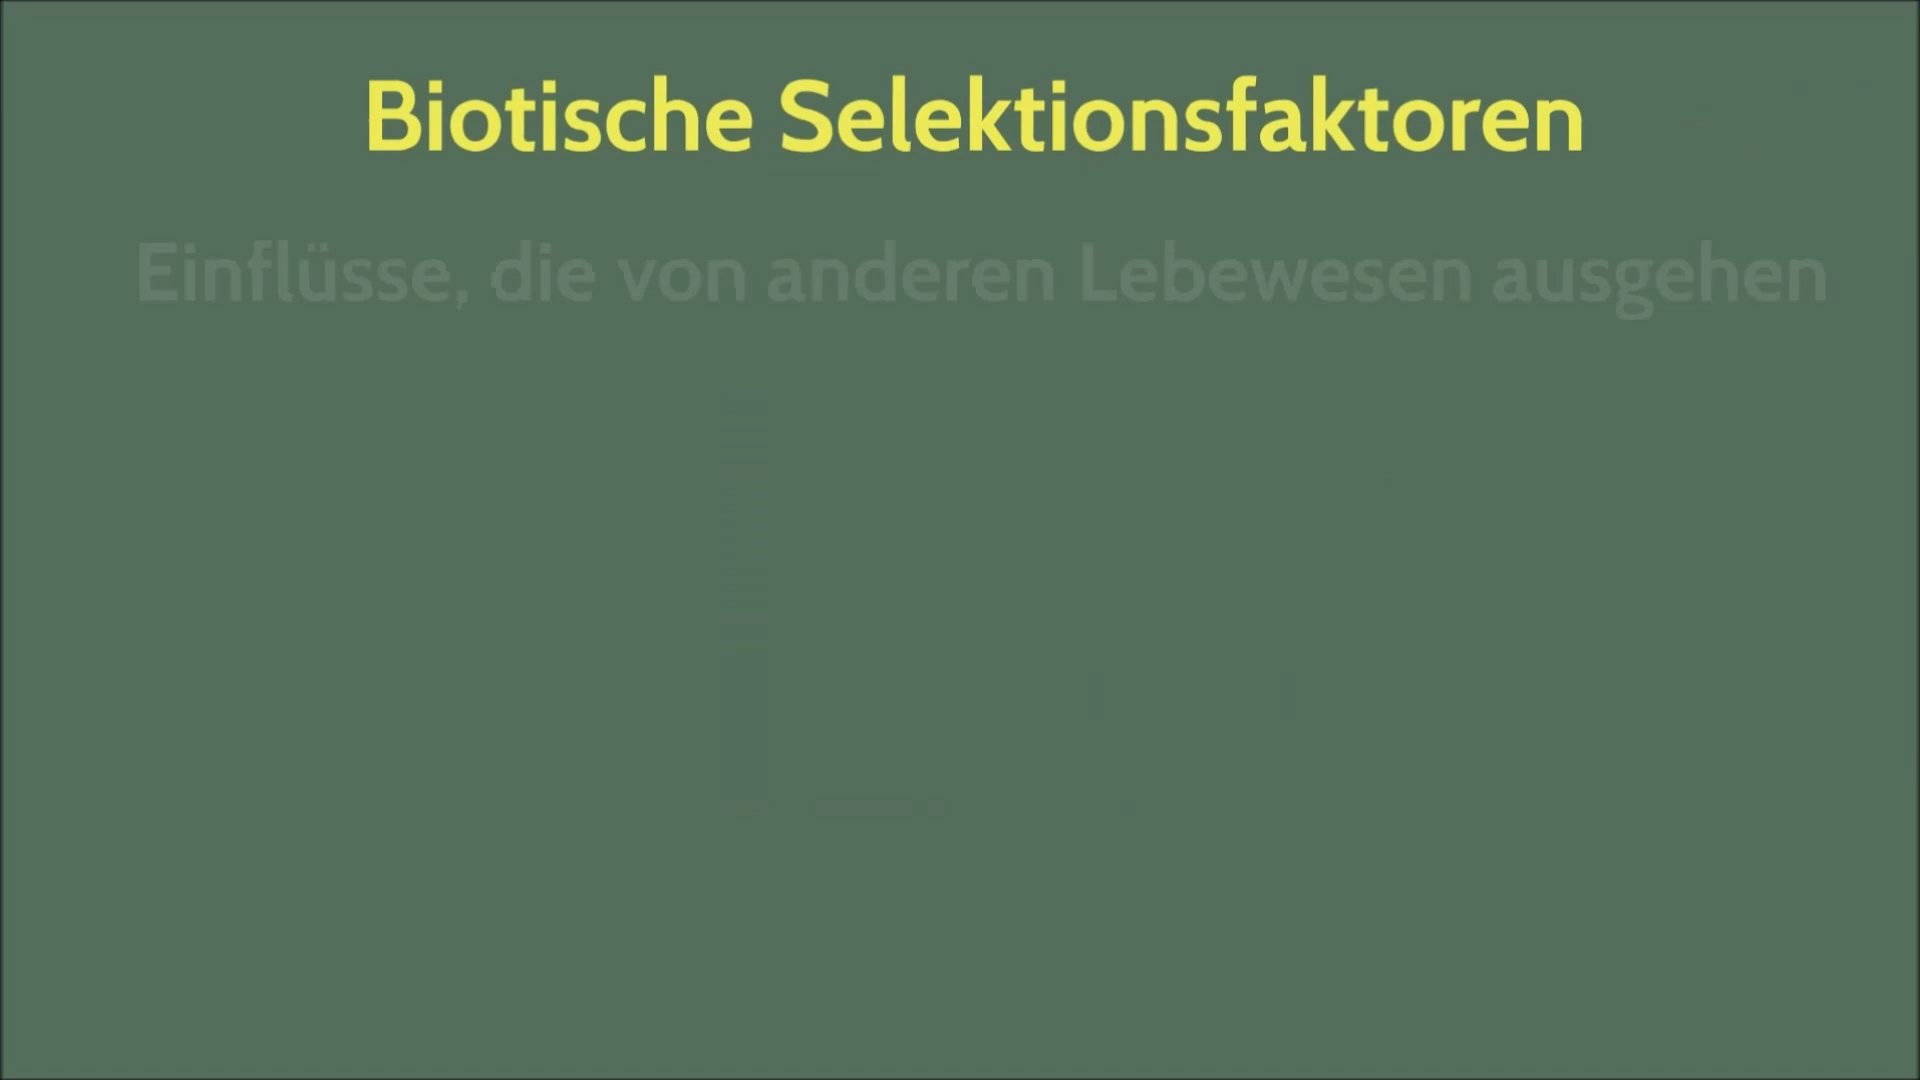 Biotische Selektionsfaktoren
Einflüsse, die von anderen Lebewesen ausgehen